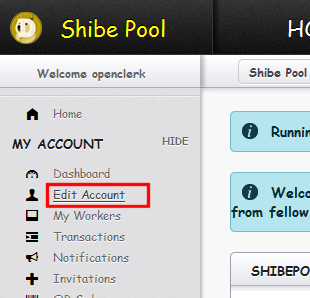 Shibe Pool
HO
Welcome openclerk
Shibe Pool
Home
MY ACCOUNT
HIDE
Runnin
Dashboard
Edit Account
My Workers
Welco
from fellow
Transactions
Notifications
Invitations
SHIBEPO